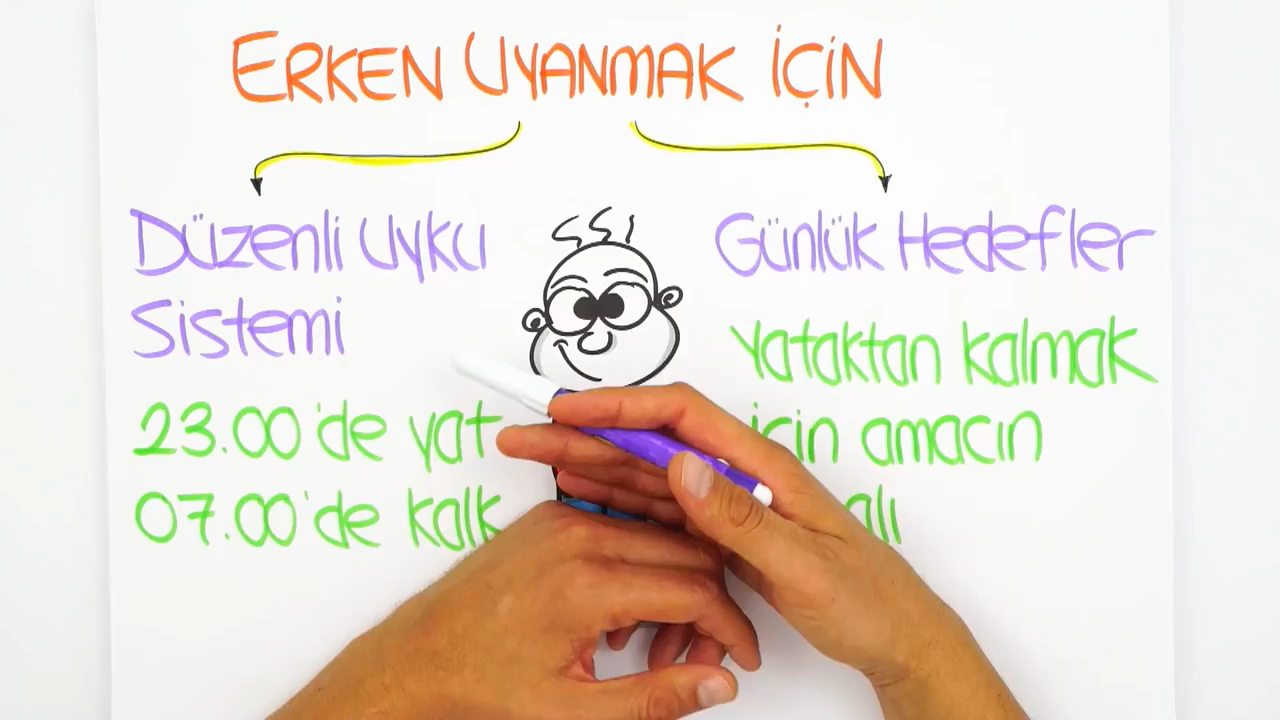 ERKEN UYANMAK İÇİN
Düzenli Uyku
Sistemi
23.00'de yat
07.00'de kalk
Günlük Hedefler
Yataktan kalmak
için amacın